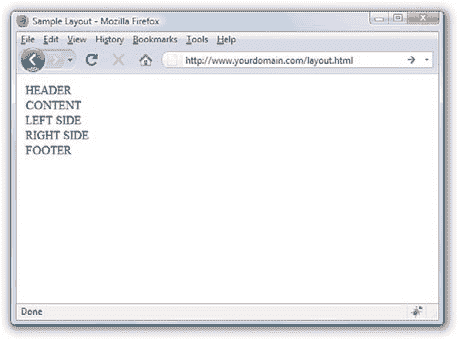 Sample Layout - Mozilla Firefox
File Edit View History Bookmarks Tools Help
http://www.yourdomain.com/layout.html
HEADER
CONTENT
LEFT SIDE
RIGHT SIDE
FOOTER
Done